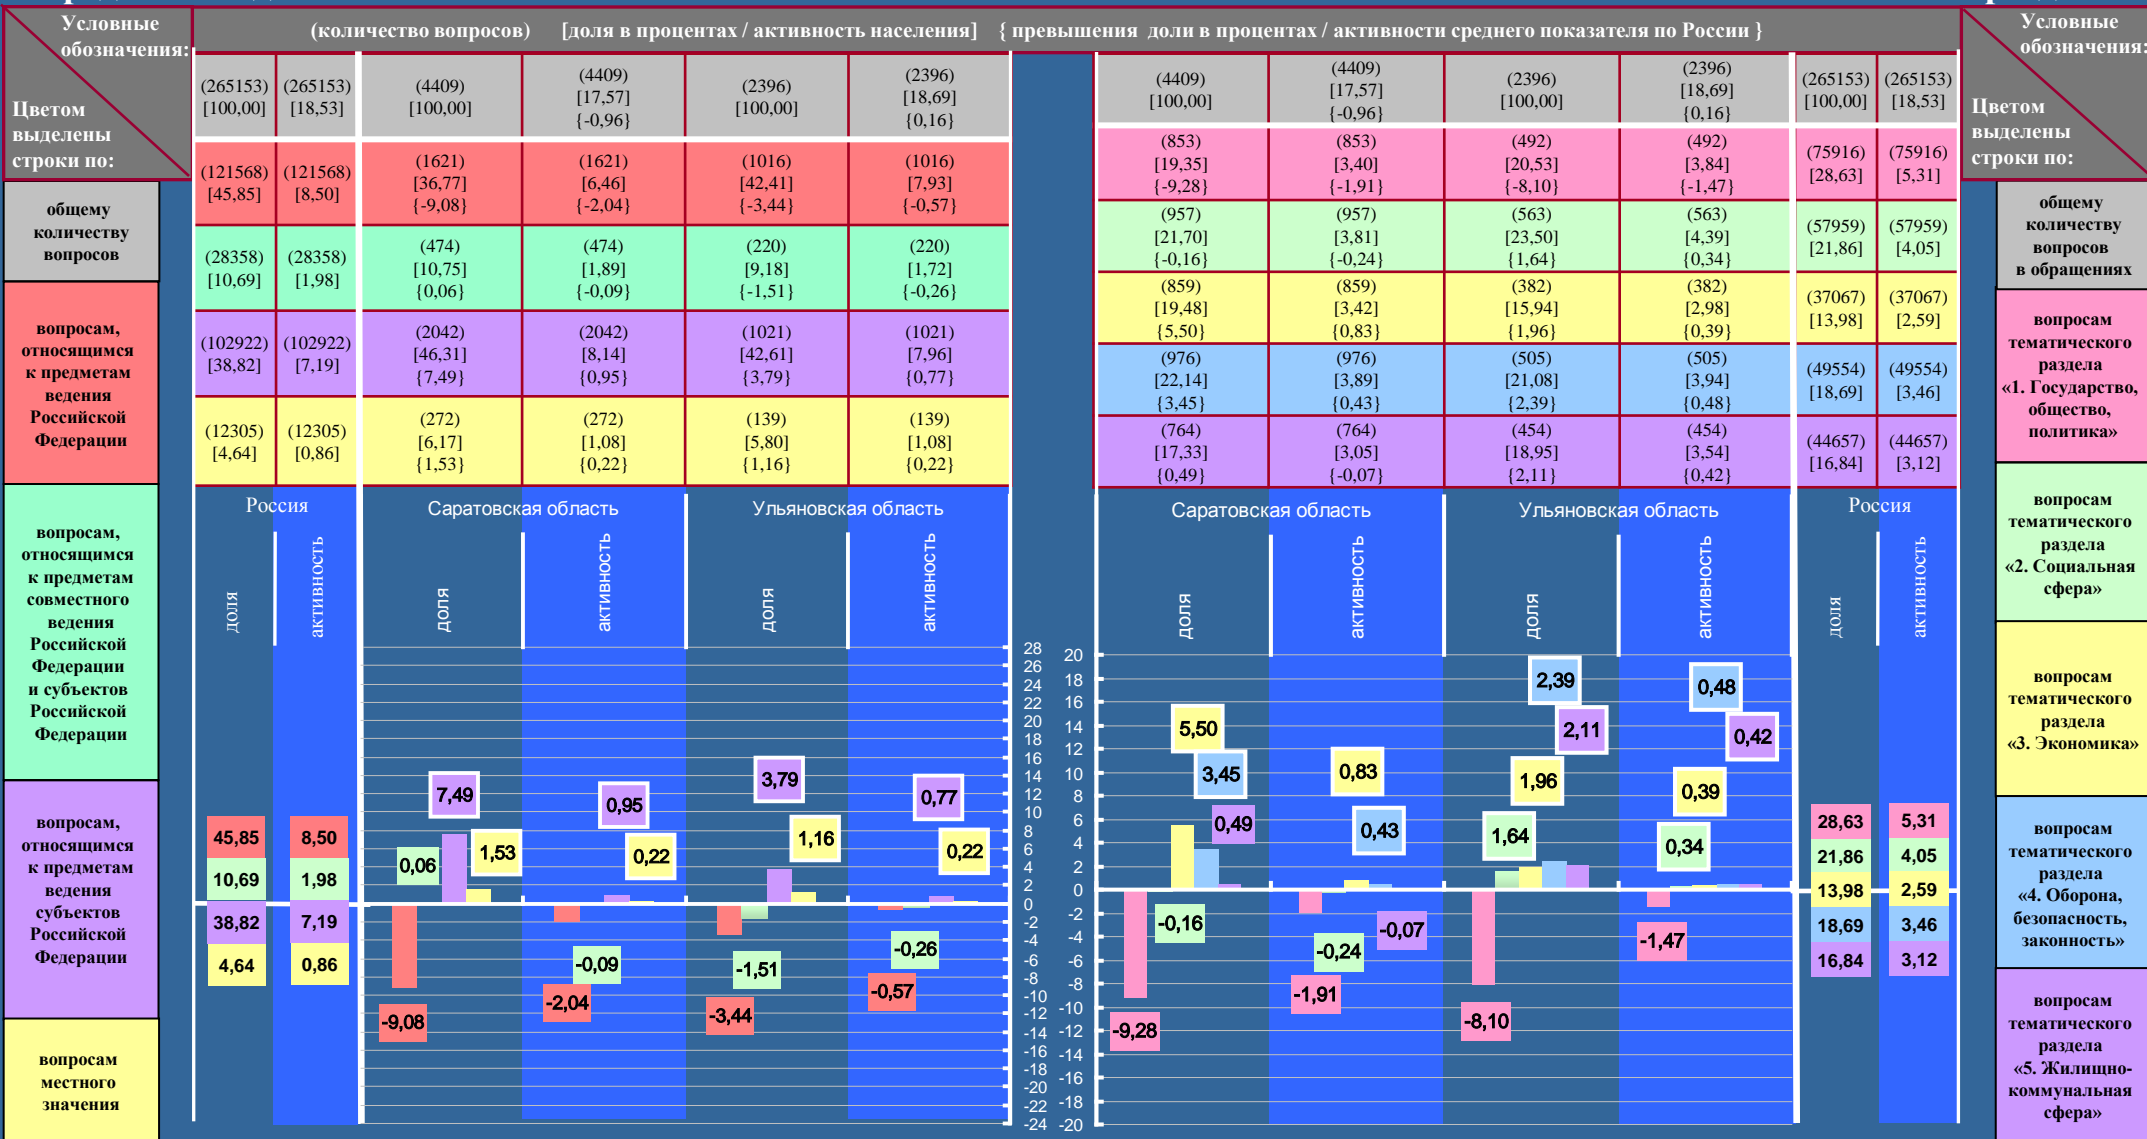 Условные
обозначения:
Цветом
выделены
строки по:
(количество вопросов) [доля в процентах / активность населения] { превышения доли в процентах / активности среднего показателя по России }
Условные
обозначения:
Цветом
выделены
строки по:
общему
количеству
вопросов
вопросам,
относящимся
к предметам
ведения
Российской
Федерации
вопросам,
относящимся
к предметам
совместного
ведения
Российской
Федерации
и субъектов
Российской
Федерации
вопросам,
относящимся
к предметам
ведения
субъектов
Российской
Федерации
вопросам
местного
значения
(265153) (265153) (4409) (4409) (2396) (2396)
[100,00] [18,53] [100,00] [17,57] [100,00] [18,69]
{-0,96} {0,16}
(121568) (121568) (1621) (1621) (1016) (1016)
[45,85] [8,50] [36,77] [6,46] [42,41] [7,93]
{-9,08} {-2,04} {-3,44} {-0,57}
(28358) (28358) (474) (474) (220) (220)
[10,69] [1,98] [10,75] [1,89] [9,18] [1,72]
{0,06} {-0,09} {-1,51} {-0,26}
(102922) (102922) (2042) (2042) (1021) (1021)
[38,82] [7,19] [46,31] [8,14] [42,61] [7,96]
{7,49} {0,95} {3,79} {0,77}
(12305) (12305) (272) (272) (139) (139)
[4,64] [0,86] [6,17] [1,08] [5,80] [1,08]
{1,53} {0,22} {1,16} {0,22}
Россия Саратовская область Ульяновская область
доля активность доля активность доля активность
28
26
24
22
20
18
16
14
12
10
8
6
4
2
0
-2
-4
-6
-8
-10
-12
-14
-16
-18
-20
-22
-24
45,85 8,50
10,69 1,98
38,82 7,19
4,64 0,86
7,49 0,95 3,79 0,77
0,06 1,53 0,22 1,16 0,22
-0,09 -1,51 -0,26
-9,08 -2,04 -3,44 -0,57
(4409) (4409) (2396) (2396) (265153) (265153)
[100,00] [17,57] [100,00] [18,69] [100,00] [18,53]
{-0,96} {0,16}
(853) (853) (492) (492) (75916) (75916)
[19,35] [3,40] [20,53] [3,84] [28,63] [5,31]
{-9,28} {-1,91} {-8,10} {-1,47}
(957) (957) (563) (563) (57959) (57959)
[21,70] [3,81] [23,50] [4,39] [21,86] [4,05]
{-0,16} {-0,24} {1,64} {0,34}
(859) (859) (382) (382) (37067) (37067)
[19,48] [3,42] [15,94] [2,98] [13,98] [2,59]
{5,50} {0,83} {1,96} {0,39}
(976) (976) (505) (505) (49554) (49554)
[22,14] [3,89] [21,08] [3,94] [18,69] [3,46]
{3,45} {0,43} {2,39} {0,48}
(764) (764) (454) (454) (44657) (44657)
[17,33] [3,05] [18,95] [3,54] [16,84] [3,12]
{0,49} {-0,07} {2,11} {0,42}
Саратовская область Ульяновская область Россия
доля активность доля активность доля активность
20
18
16
14
12
10
8
6
4
2
0
-2
-4
-6
-8
-10
-12
-14
-16
-18
-20
2,39 0,48
5,50 2,11 0,42
3,45 0,83 1,96 0,39
0,49 0,43 1,64 0,34
-0,16 -0,24 -0,07 -1,47
-9,28 -1,91 -8,10
28,63 5,31
21,86 4,05
13,98 2,59
18,69 3,46
16,84 3,12
общему
количеству
вопросов
в обращениях
вопросам
тематического
раздела
«1. Государство,
общество,
политика»
вопросам
тематического
раздела
«2. Социальная
сфера»
вопросам
тематического
раздела
«3. Экономика»
вопросам
тематического
раздела
«4. Оборона,
безопасность,
законность»
вопросам
тематического
раздела
«5. Жилищно-
коммунальная
сфера»